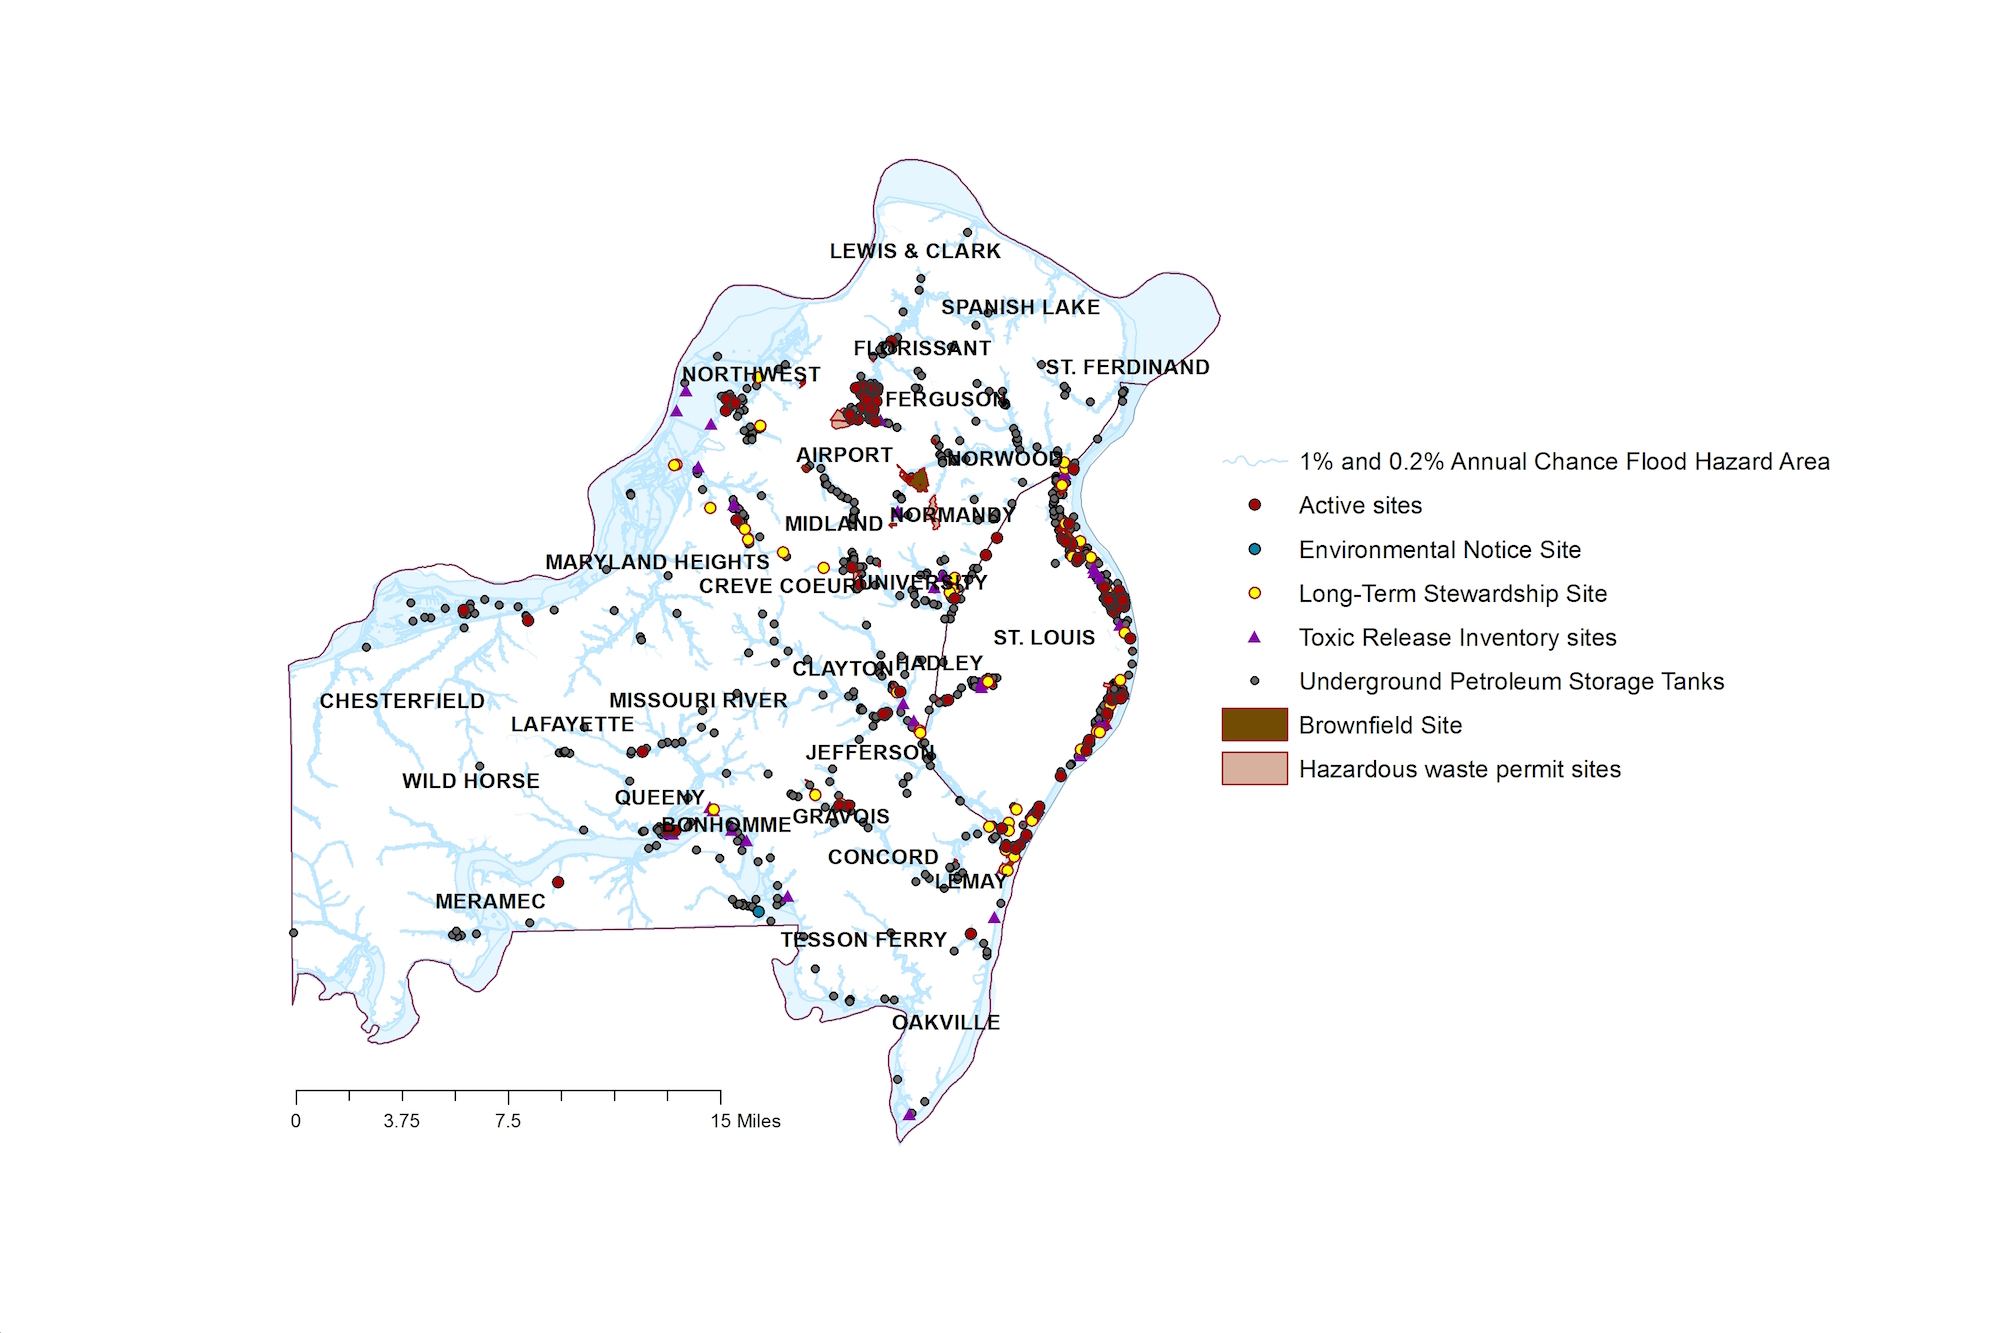 LEWIS & CLARK
SPANISH LAKE
FLORISSANT
ST. FERDINAND
NORTHWEST
FERGUSON
AIRPORT
NORWOOD
NORMANDY
MIDLAND
MARYLAND HEIGHTS
CREVE COEUR
UNIVERSITY
ST. LOUIS
CLAYTON
HADLEY
CHESTERFIELD
MISSOURI RIVER
LAFAYETTE
JEFFERSON
WILD HORSE
QUEENY
GRAVOIS
BONHOMME
CONCORD
LEMAY
MERAMEC
TESSON FERRY
OAKVILLE
0 3.75 7.5 15 Miles
1% and 0.2% Annual Chance Flood Hazard Area
Active sites
Environmental Notice Site
Long-Term Stewardship Site
Toxic Release Inventory sites
Underground Petroleum Storage Tanks
Brownfield Site
Hazardous waste permit sites